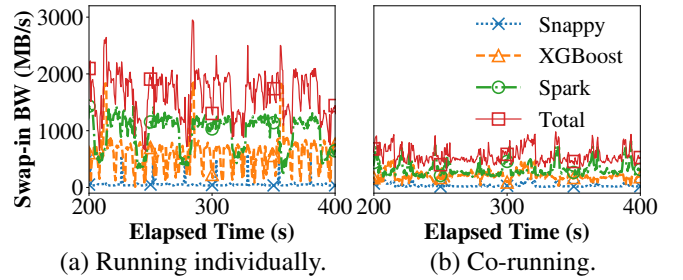 Swap-in BW (MB/s)
3000
2000
1000
0
200
300
400
Elapsed Time (s)
(a) Running individually.
Snappy
XGBoost
Spark
Total
200
300
400
Elapsed Time (s)
(b) Co-running.